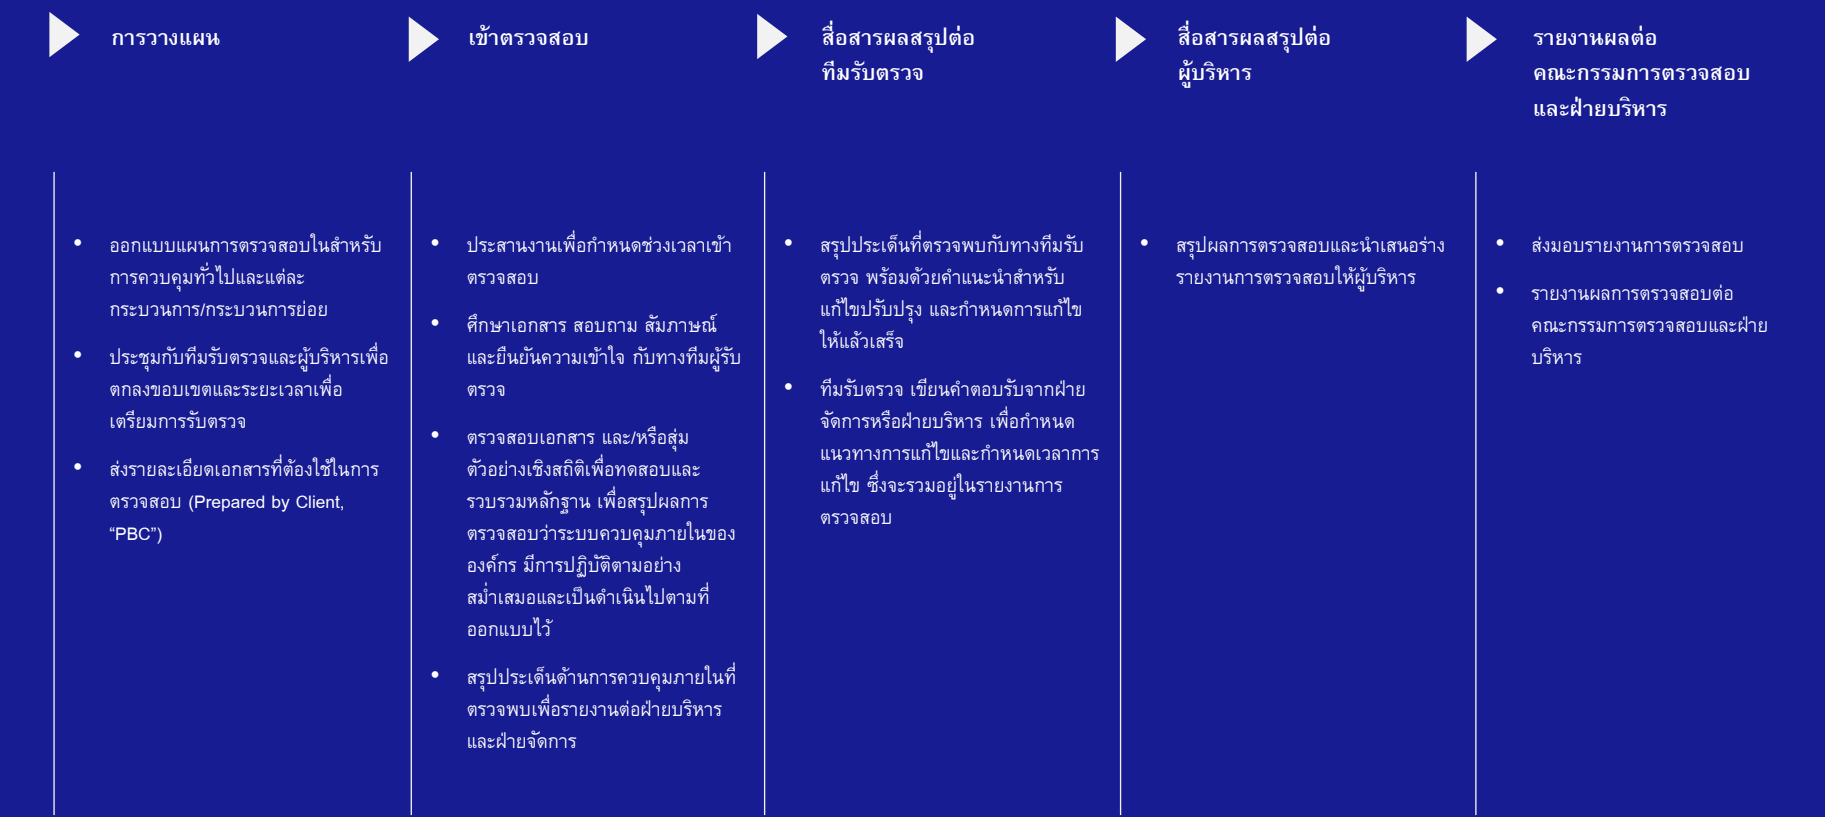 การวางแผน
เข้าตรวจสอบ
สื่อสารผลสรุปต่อ
ทีมรับตรวจ
สื่อสารผลสรุปต่อ
ผู้บริหาร
รายงานผลต่อ
คณะกรรมการตรวจสอบ
และฝ่ายบริหาร
• ออกแบบแผนการตรวจสอบในสำหรับ
การควบคุมทั่วไปและแต่ละ
กระบวนการ/กระบวนการย่อย
• ประชุมกับทีมรับตรวจและผู้บริหารเพื่อ
ตกลงขอบเขตและระยะเวลาเพื่อ
เตรียมการรับตรวจ
• ส่งรายละเอียดเอกสารที่ต้องใช้ในการ
ตรวจสอบ (Prepared by Client,
“PBC”)
• ประสานงานเพื่อกำหนดช่วงเวลาเข้า
ตรวจสอบ
• ศึกษาเอกสาร สอบถาม สัมภาษณ์
และยืนยันความเข้าใจ กับทางทีมผู้รับ
ตรวจ
• ตรวจสอบเอกสาร และ/หรือสุ่ม
ตัวอย่างเชิงสถิติเพื่อทดสอบและ
รวบรวมหลักฐาน เพื่อสรุปผลการ
ตรวจสอบว่าระบบควบคุมภายในของ
องค์กร มีการปฏิบัติตามอย่าง
สม่ำเสมอและเป็นดำเนินไปตามที่
ออกแบบไว้
• สรุปประเด็นด้านการควบคุมภายในที่
ตรวจพบเพื่อรายงานต่อฝ่ายบริหาร
และฝ่ายจัดการ
• สรุปประเด็นที่ตรวจพบกับทางทีมรับ
ตรวจ พร้อมด้วยคำแนะนำสำหรับ
แก้ไขปรับปรุง และกำหนดการแก้ไข
ให้แล้วเสร็จ
• ทีมรับตรวจ เขียนคำตอบรับจากฝ่าย
จัดการหรือฝ่ายบริหาร เพื่อกำหนด
แนวทางการแก้ไขและกำหนดเวลาการ
แก้ไข ซึ่งจะรวมอยู่ในรายงานการ
ตรวจสอบ
• สรุปผลการตรวจสอบและนำเสนอร่าง
รายงานการตรวจสอบให้ผู้บริหาร
• ส่งมอบรายงานการตรวจสอบ
• รายงานผลการตรวจสอบต่อ
คณะกรรมการตรวจสอบและฝ่าย
บริหาร